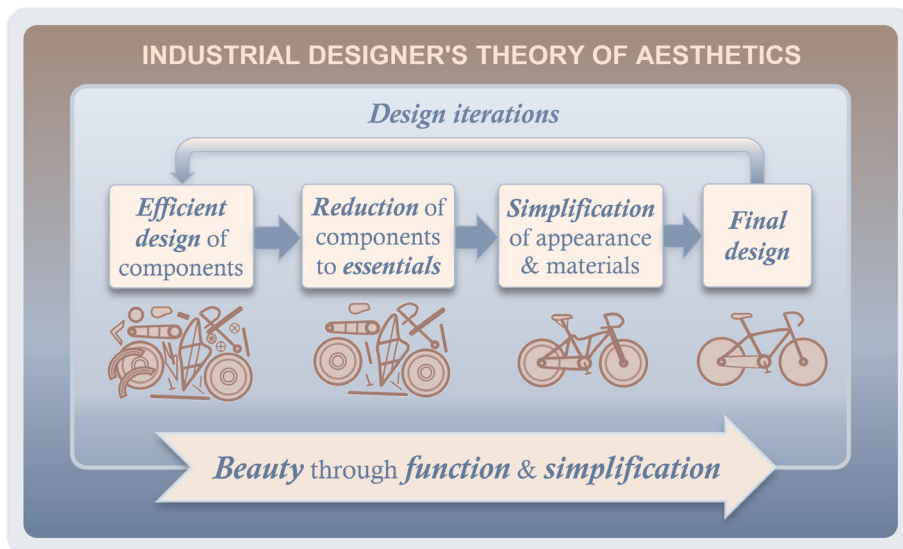 INDUSTRIAL DESIGNER'S THEORY OF AESTHETICS
Design iterations
Efficient
design of
components
Reduction of
components
to essentials
Simplification
of appearance
& materials
Final
design
Beauty through function & simplification